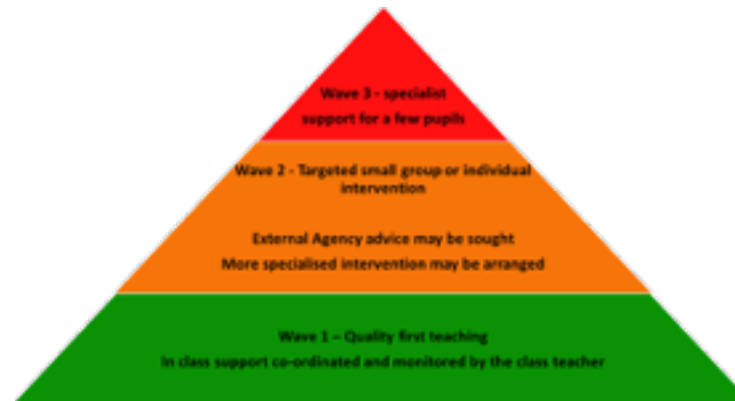 Wave 3 - specialist
support for a few pupils
Wave 2 - Targeted small group or individual
intervention
External Agency advice may be sought
More specialised intervention may be arranged
Wave 1 – Quality first teaching
In class support co-ordinated and monitored by the class teacher